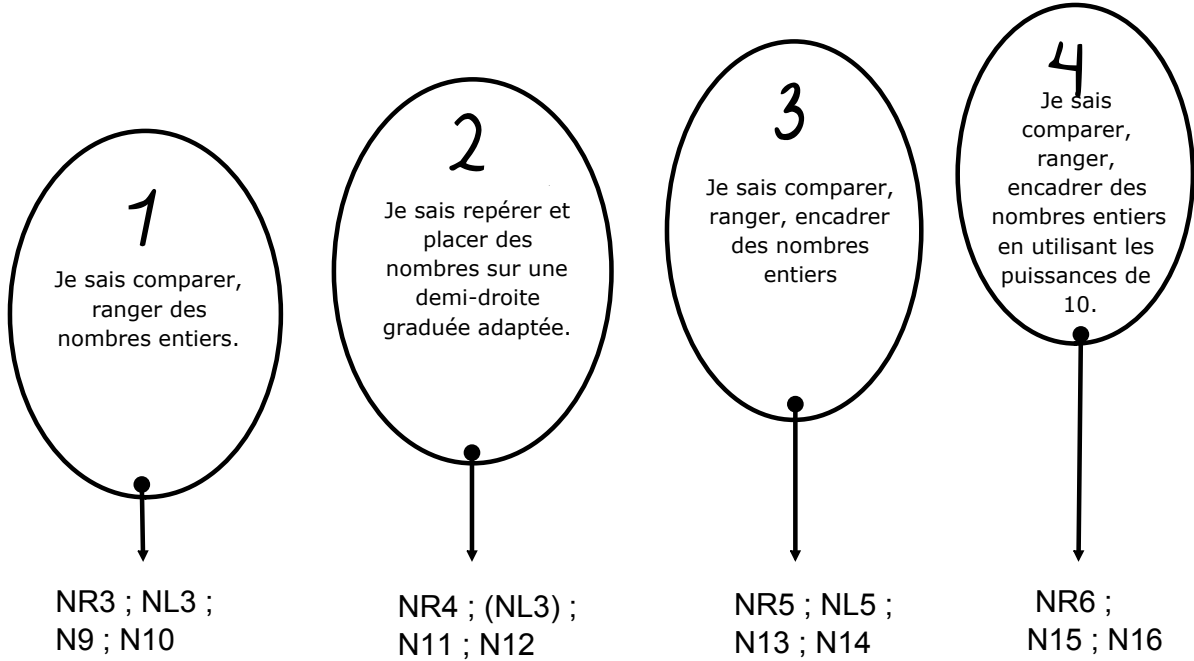 1
Je sais comparer,
ranger des
nombres entiers.
NR3 ; NL3 ;
N9 ; N10
2
Je sais repérer et
placer des
nombres sur une
demi-droite
graduée adaptée.
NR4 ; (NL3) ;
N11 ; N12
3
Je sais comparer,
ranger, encadrer
des nombres
entiers
NR5 ; NL5 ;
N13 ; N14
4
Je sais
comparer,
ranger,
encadrer des
nombres entiers
en utilisant les
puissances de
10.
NR6 ;
N15 ; N16